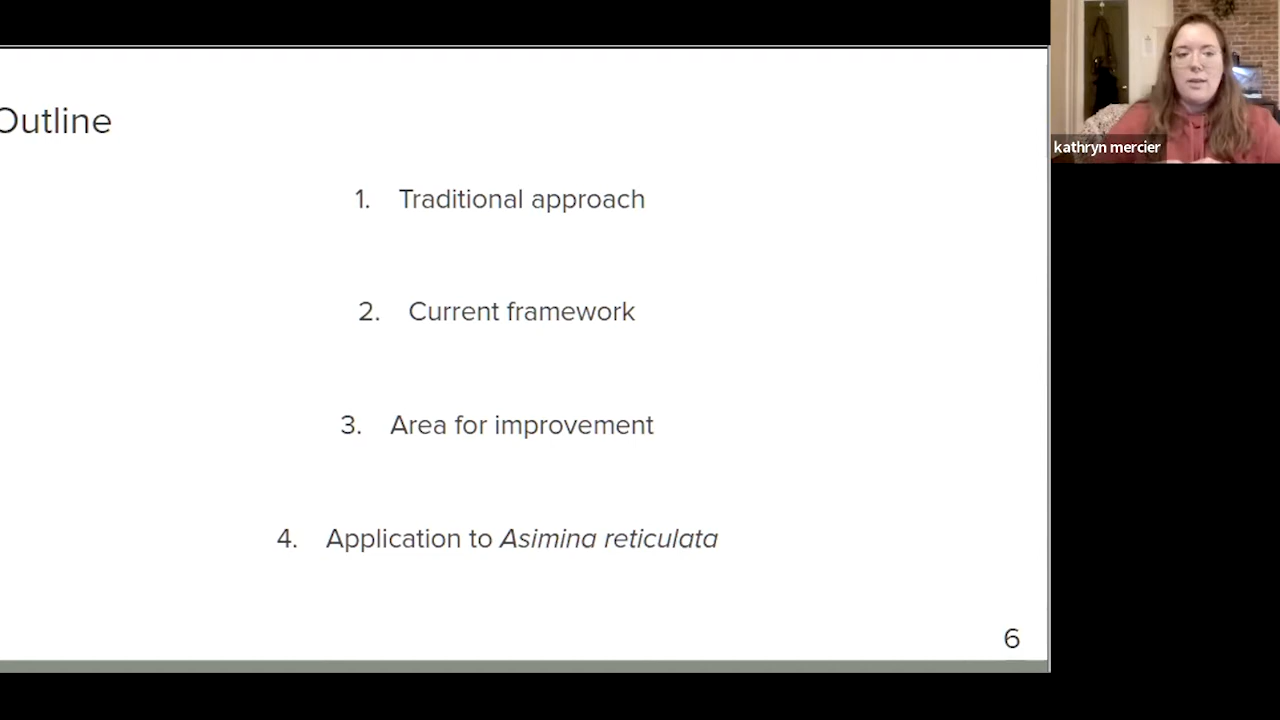 Outline
kathryn mercier
1. Traditional approach
2. Current framework
3. Area for improvement
4. Application to Asimina reticulata
6